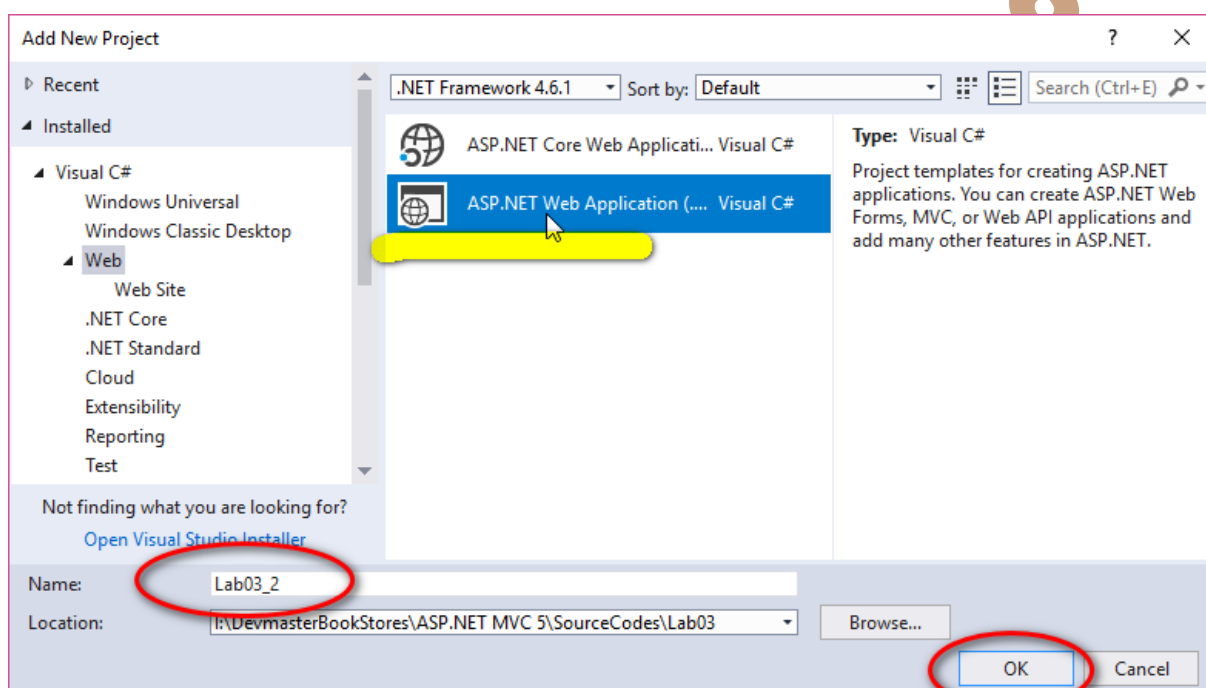 Add New Project
?
Recent
.NET Framework 4.6.1
Sort by:
Default
Search (Ctrl+E)
Installed
Visual C#
Windows Universal
Windows Classic Desktop
Web
Web Site
.NET Core
.NET Standard
Cloud
Extensibility
Reporting
Test
Not finding what you are looking for?
Open Visual Studio Installer
ASP.NET Core Web Applicati... Visual C#
ASP.NET Web Application (.... Visual C#
Type: Visual C#
Project templates for creating ASP.NET
applications. You can create ASP.NET Web
Forms, MVC, or Web API applications and
add many other features in ASP.NET.
Name:
Lab03_2
Location:
I:\DevmasterBookStores\ASP.NET MVC 5\SourceCodes\Lab03
Browse...
OK
Cancel